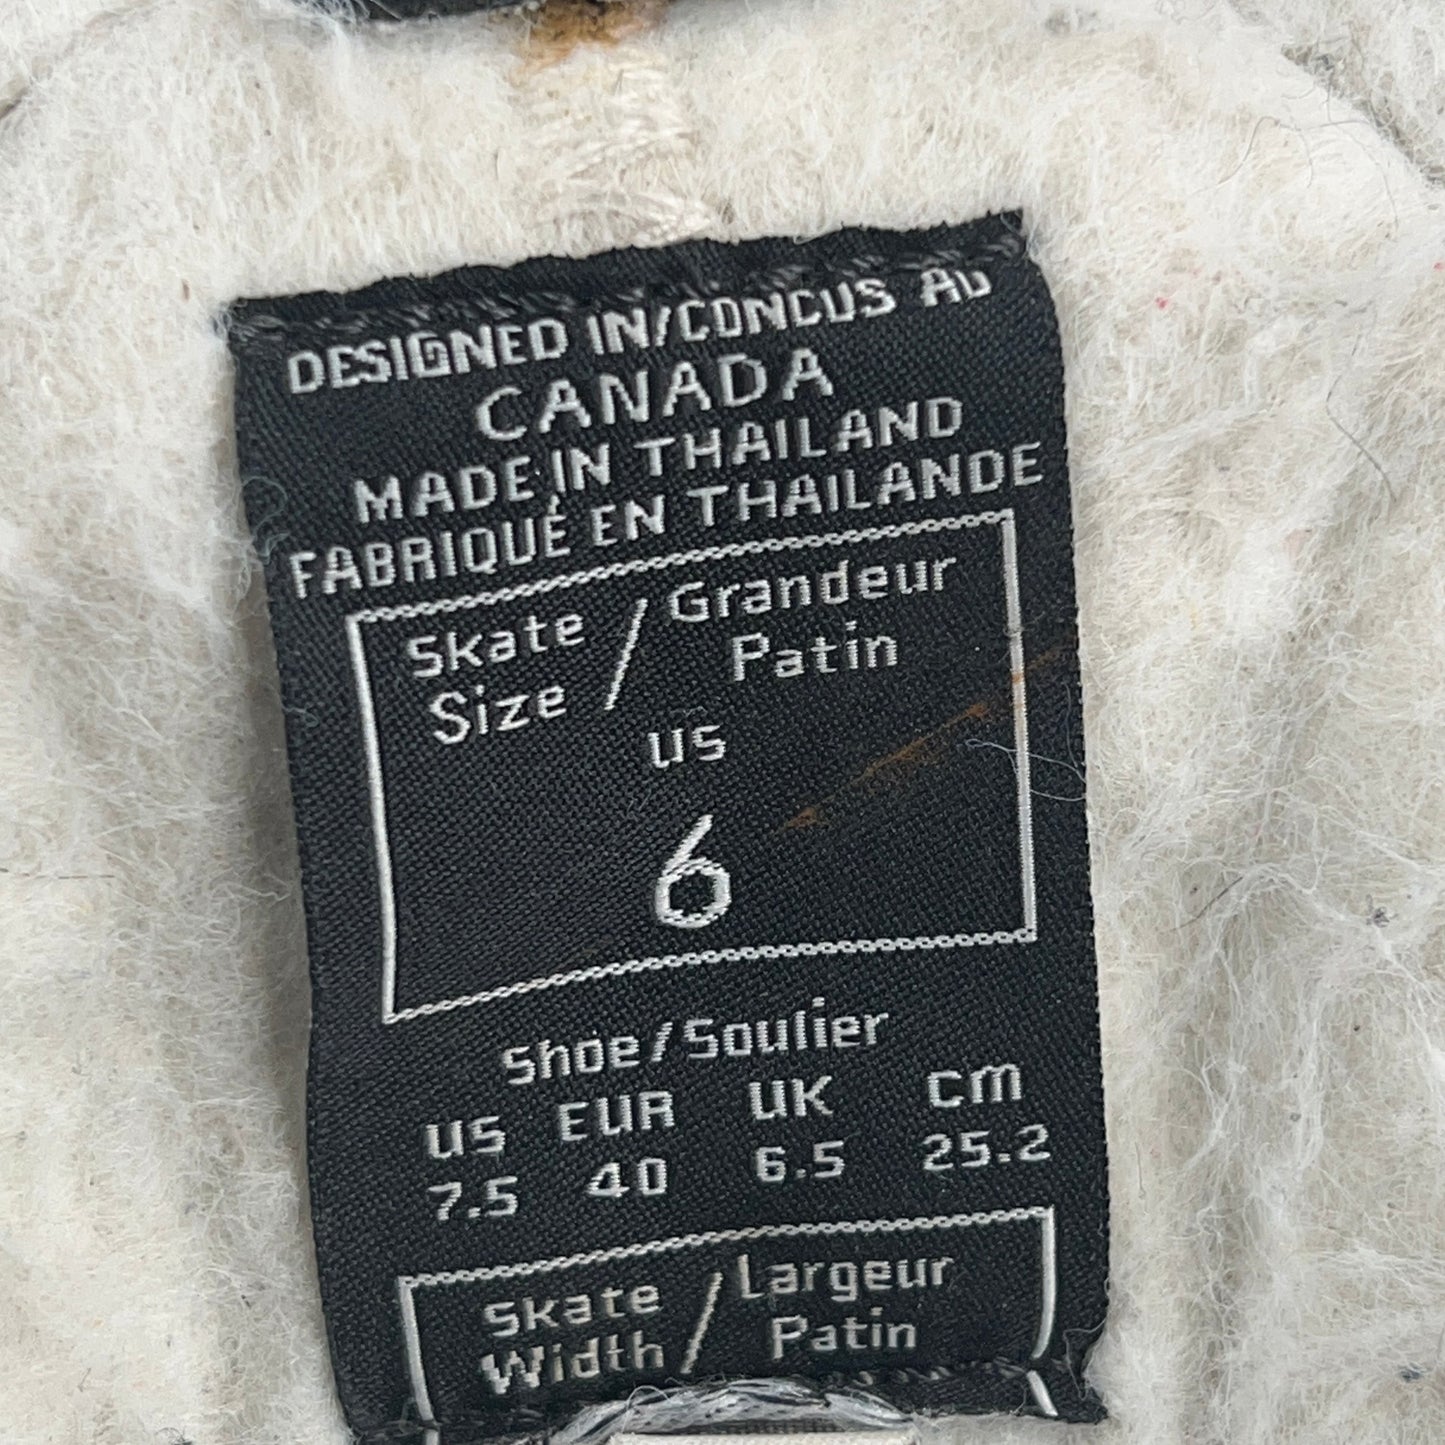 DESIGNED IN/CONCUS AU
CANADA
MADE IN THAILAND
FABRIQUÉ EN THAILANDE
Skate / Grandeur
Size Patin
US
6
Shoe/Soulier
US EUR UK CM
7.5 40 6.5 25.2
Skate / Largeur
Width Patin